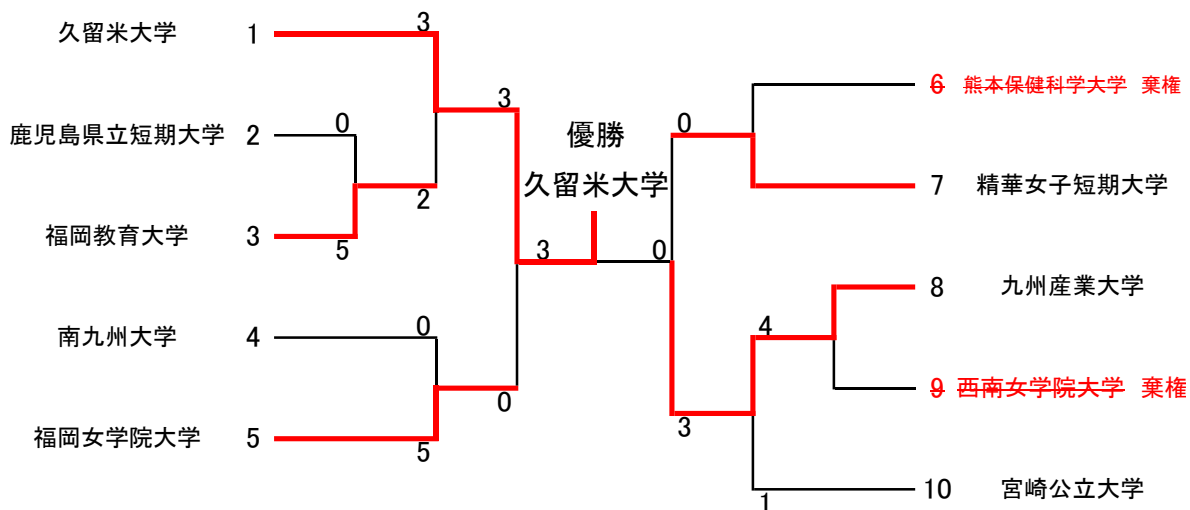 久留米大学 1 3
鹿児島県立短期大学 2 0
福岡教育大学 3 5
2
3
南九州大学 4 0
福岡女学院大学 5 5
0
優勝
久留米大学
3 0
6 熊本保健科学大学 棄権
0
7 精華女子短期大学
8 九州産業大学
4
9 西南女学院大学 棄権
3
10 宮崎公立大学
1